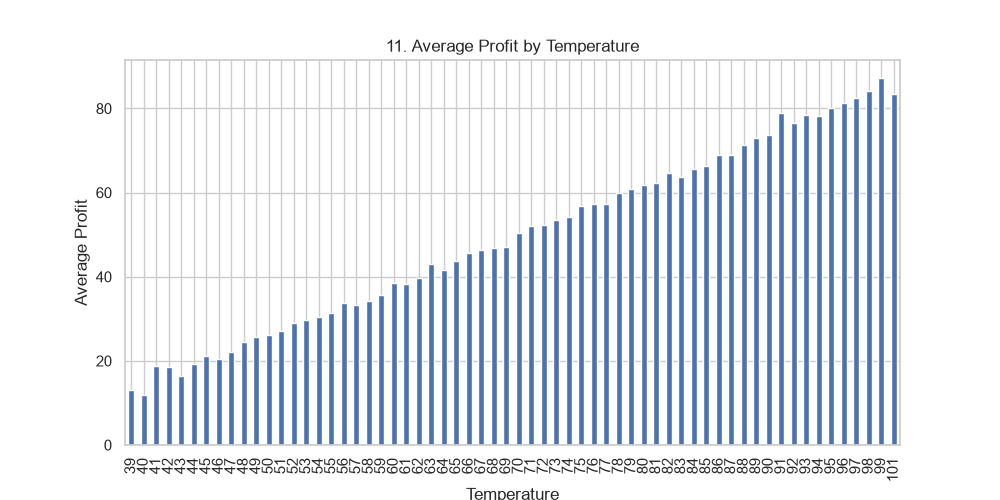 11. Average Profit by Temperature
Average Profit
80
60
40
20
0
39 40 41 42 43 44 45 46 47 48 49 50 51 52 53 54 55 56 57 58 59 60 61 62 63 64 65 66 67 68 69 70 71 72 73 74 75 76 77 78 79 80 81 82 83 84 85 86 87 88 89 90 91 92 93 94 95 96 97 98 99 101
Temperature